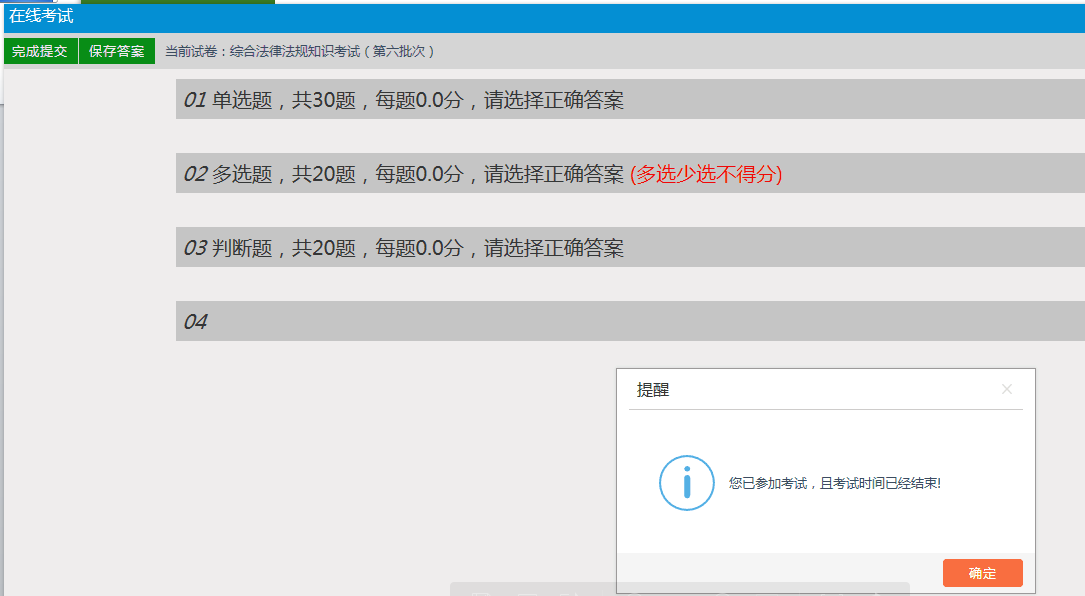 在线考试
完成提交 保存答案 当前试卷：综合法律法规知识考试（第六批次）
01 单选题，共30题，每题0.0分，请选择正确答案
02 多选题，共20题，每题0.0分，请选择正确答案 (多选少选不得分)
03 判断题，共20题，每题0.0分，请选择正确答案
04
提醒
您已参加考试，且考试时间已经结束!
确定